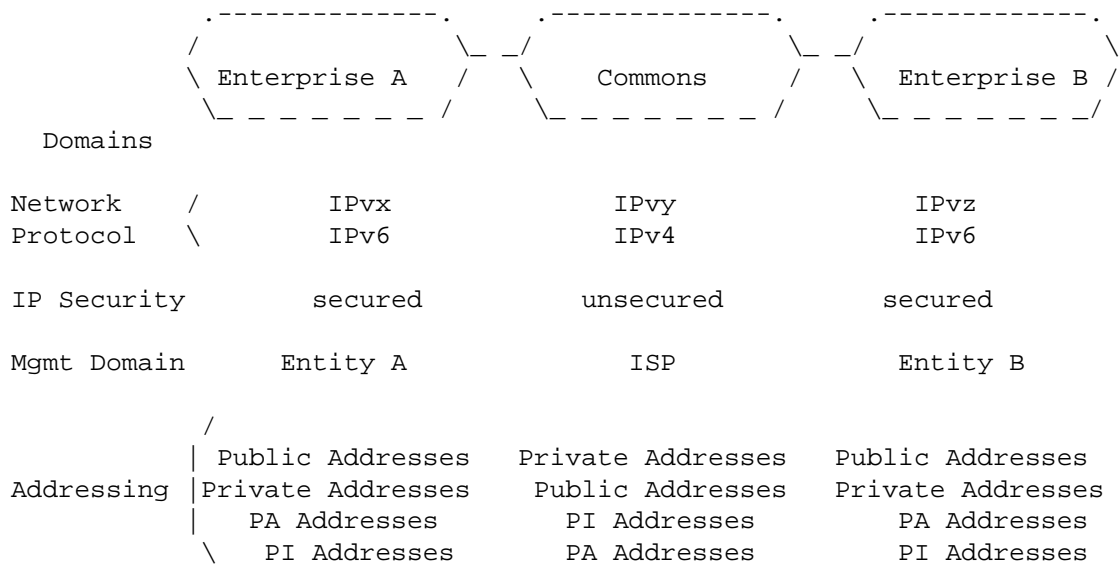 Enterprise A Commons Enterprise B
Domains
Network / IPvx IPvy IPvz
Protocol \ IPv6 IPv4 IPv6
IP Security secured unsecured secured
Mgmt Domain Entity A ISP Entity B
Public Addresses Private Addresses Public Addresses
Addressing Private Addresses Public Addresses Private Addresses
PA Addresses PI Addresses PA Addresses
PI Addresses PA Addresses PI Addresses